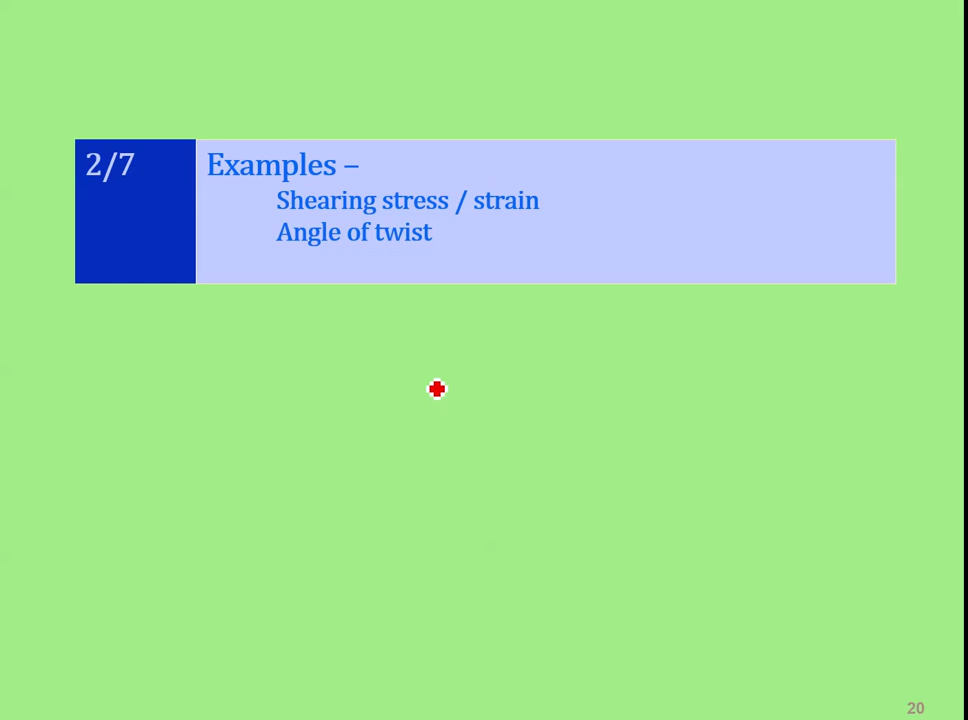 2/7
Examples –
Shearing stress / strain
Angle of twist
20